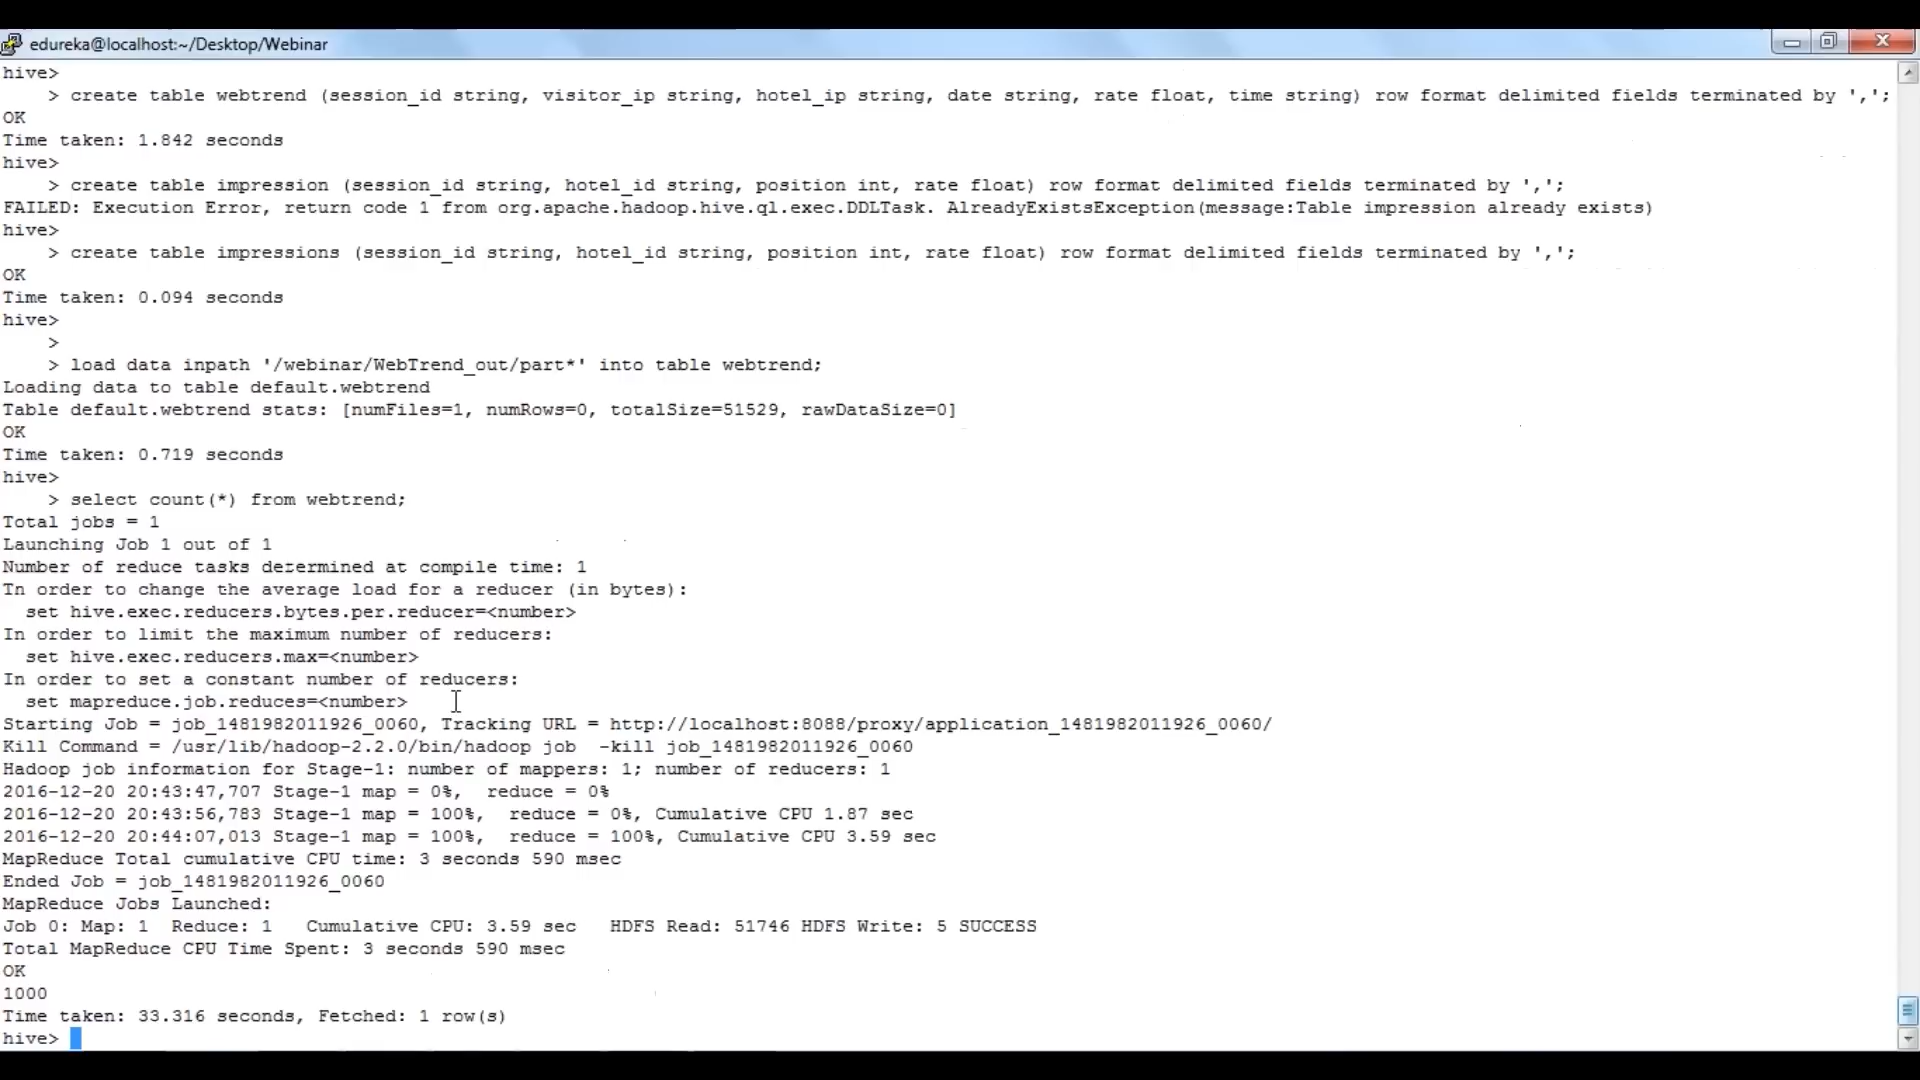 edureka@localhost:~/Desktop/Webinar
hive>
    > create table webtrend (session_id string, visitor_ip string, hotel_ip string, date string, rate float, time string) row format delimited fields terminated by ',';
OK
Time taken: 1.842 seconds
hive>
    > create table impression (session_id string, hotel_id string, position int, rate float) row format delimited fields terminated by ',';
FAILED: Execution Error, return code 1 from org.apache.hadoop.hive.ql.exec.DDLTask. AlreadyExistsException(message:Table impression already exists)
hive>
    > create table impressions (session_id string, hotel_id string, position int, rate float) row format delimited fields terminated by ',';
OK
Time taken: 0.094 seconds
hive>
    >
    > load data inpath '/webinar/WebTrend_out/part*' into table webtrend;
Loading data to table default.webtrend
Table default.webtrend stats: [numFiles=1, numRows=0, totalSize=51529, rawDataSize=0]
OK
Time taken: 0.719 seconds
hive>
    > select count(*) from webtrend;
Total jobs = 1
Launching Job 1 out of 1
Number of reduce tasks determined at compile time: 1
In order to change the average load for a reducer (in bytes):
  set hive.exec.reducers.bytes.per.reducer=<number>
In order to limit the maximum number of reducers:
  set hive.exec.reducers.max=<number>
In order to set a constant number of reducers:
  set mapreduce.job.reduces=<number>
Starting Job = job_1481982011926_0060, Tracking URL = http://localhost:8088/proxy/application_1481982011926_0060/
Kill Command = /usr/lib/hadoop-2.2.0/bin/hadoop job  -kill job_1481982011926_0060
Hadoop job information for Stage-1: number of mappers: 1; number of reducers: 1
2016-12-20 20:43:47,707 Stage-1 map = 0%,  reduce = 0%
2016-12-20 20:43:56,783 Stage-1 map = 100%,  reduce = 0%, Cumulative CPU 1.87 sec
2016-12-20 20:44:07,013 Stage-1 map = 100%,  reduce = 100%, Cumulative CPU 3.59 sec
MapReduce Total cumulative CPU time: 3 seconds 590 msec
Ended Job = job_1481982011926_0060
MapReduce Jobs Launched:
Job 0: Map: 1  Reduce: 1   Cumulative CPU: 3.59 sec   HDFS Read: 51746 HDFS Write: 5 SUCCESS
Total MapReduce CPU Time Spent: 3 seconds 590 msec
OK
1000
Time taken: 33.316 seconds, Fetched: 1 row(s)
hive>